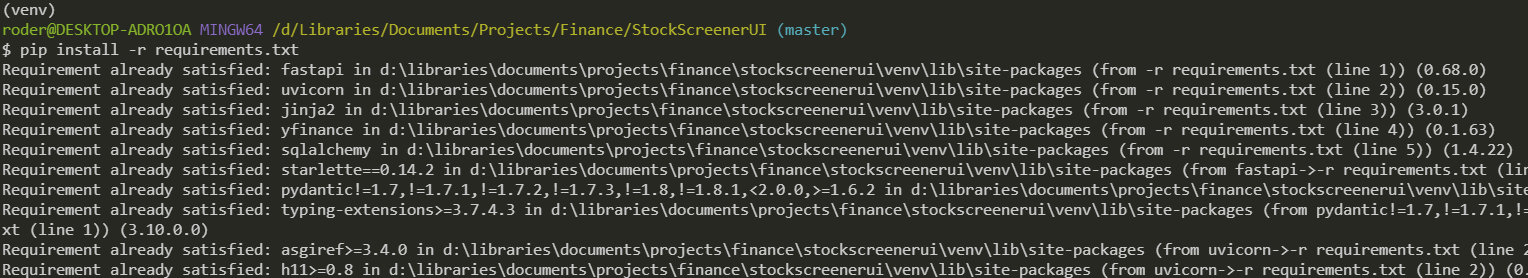 (venv)
roder@DESKTOP-ADRO1OA MINGW64 /d/Libraries/Documents/Projects/Finance/StockScreenerUI (master)
$ pip install -r requirements.txt
Requirement already satisfied: fastapi in d:\libraries\documents\projects\finance\stockscreenerui\venv\lib\site-packages (from -r requirements.txt (line 1)) (0.68.0)
Requirement already satisfied: uvicorn in d:\libraries\documents\projects\finance\stockscreenerui\venv\lib\site-packages (from -r requirements.txt (line 2)) (0.15.0)
Requirement already satisfied: jinja2 in d:\libraries\documents\projects\finance\stockscreenerui\venv\lib\site-packages (from -r requirements.txt (line 3)) (3.0.1)
Requirement already satisfied: yfinance in d:\libraries\documents\projects\finance\stockscreenerui\venv\lib\site-packages (from -r requirements.txt (line 4)) (0.1.63)
Requirement already satisfied: sqlalchemy in d:\libraries\documents\projects\finance\stockscreenerui\venv\lib\site-packages (from -r requirements.txt (line 5)) (1.4.22)
Requirement already satisfied: starlette==0.14.2 in d:\libraries\documents\projects\finance\stockscreenerui\venv\lib\site-packages (from fastapi->-r requirements.txt (lin
Requirement already satisfied: pydantic!=1.7,!=1.7.1,!=1.7.2,!=1.7.3,!=1.8,!=1.8.1,<2.0.0,>=1.6.2 in d:\libraries\documents\projects\finance\stockscreenerui\venv\lib\site
Requirement already satisfied: typing-extensions>=3.7.4.3 in d:\libraries\documents\projects\finance\stockscreenerui\venv\lib\site-packages (from pydantic!=1.7,!=1.7.1,!=
xt (line 1)) (3.10.0.0)
Requirement already satisfied: asgiref>=3.4.0 in d:\libraries\documents\projects\finance\stockscreenerui\venv\lib\site-packages (from uvicorn->-r requirements.txt (line 2
Requirement already satisfied: h11>=0.8 in d:\libraries\documents\projects\finance\stockscreenerui\venv\lib\site-packages (from uvicorn->-r requirements.txt (line 2)) (0.